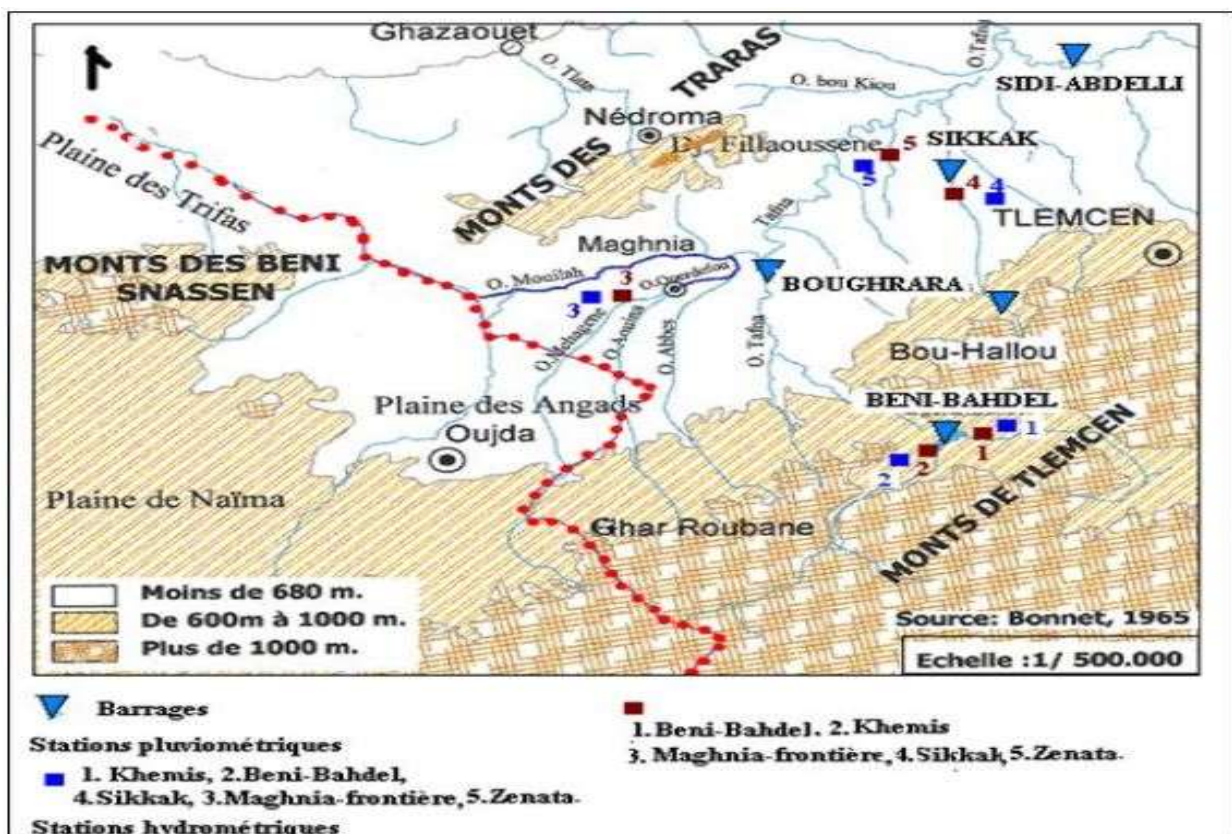 Ghazaouet
O. Tlata
TRARAS
O. Tafna
O. bou Kiou
SIDI-ABDELLI
Nédroma
MONTS DES
Dj Fillaoussene
5
SIKKAK
5
4
4
Plaine des Trifas
TLEMCEN
Maghnia
Tafna
MONTS DES BENI
SNASSEN
O. Mouilah
3
O. Ouerdefou
3
BOUGHRARA
O. Aouina
O. Abbes
O. Tafna
Bou-Hallou
BENI-BAHDEL
Plaine des Angads
Oujda
1
1
2
2
Plaine de Naïma
Ghar Roubane
MONTS DE TLEMCEN
Moins de 680 m.
De 600m à 1000 m.
Plus de 1000 m.
Source: Bonnet, 1965
Echelle :1/ 500.000
Barrages
Stations pluviométriques
1. Khemis, 2.Beni-Bahdel,
4.Sikkak, 3.Maghnia-frontière, 5.Zenata.
Stations hydrométriques
1.Beni-Bahdel. 2.Khemis
3. Maghnia-frontière, 4.Sikkak, 5.Zenata.